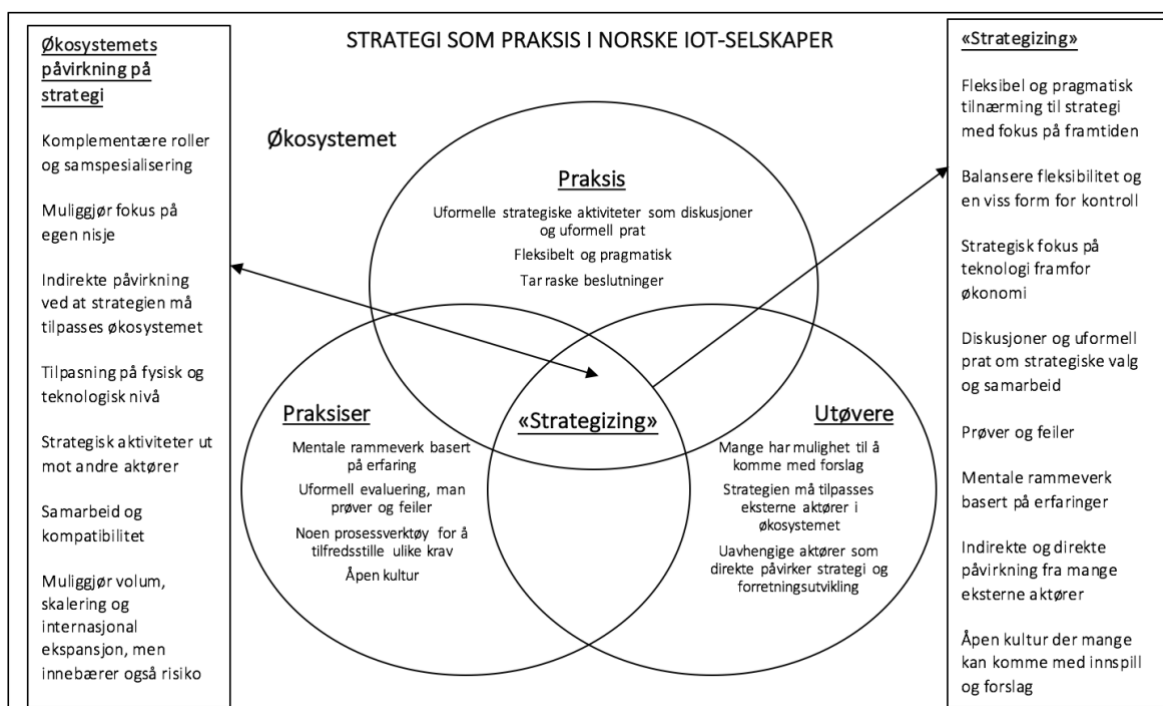 STRATEGI SOM PRAKSIS I NORSKE IOT-SELSKAPER
Økosystemets
påvirkning på
strategi
Komplementære roller
og samspesialisering
Muliggjør fokus på
egen nisje
Indirekte påvirkning
ved at strategien må
tilpasses økosystemet
Tilpasning på fysisk og
teknologisk nivå
Strategisk aktiviteter ut
mot andre aktører
Samarbeid og
kompatibilitet
Muliggjør volum,
skalering og
internasjonal
ekspansjon, men
innebærer også risiko
Økosystemet
Praksis
Uformelle strategiske aktiviteter som diskusjoner
og uformell prat
Fleksibelt og pragmatisk
Tar raske beslutninger
Praksiser
Mentale rammeverk basert
på erfaring
Uformell evaluering, man
prøver og feiler
Noen prosessverktøy for å
tilfredsstille ulike krav
Åpen kultur
«Strategizing»
Utøvere
Mange har mulighet til å
komme med forslag
Strategien må tilpasses
eksterne aktører i
økosystemet
Uavhengige aktører som
direkte påvirker strategi og
forretningsutvikling
«Strategizing»
Fleksibel og pragmatisk
tilnærming til strategi
med fokus på framtiden
Balansere fleksibilitet og
en viss form for kontroll
Strategisk fokus på
teknologi framfor
økonomi
Diskusjoner og uformell
prat om strategiske valg
og samarbeid
Prøver og feiler
Mentale rammeverk
basert på erfaringer
Indirekte og direkte
påvirkning fra mange
eksterne aktører
Åpen kultur der mange
kan komme med innspill
og forslag